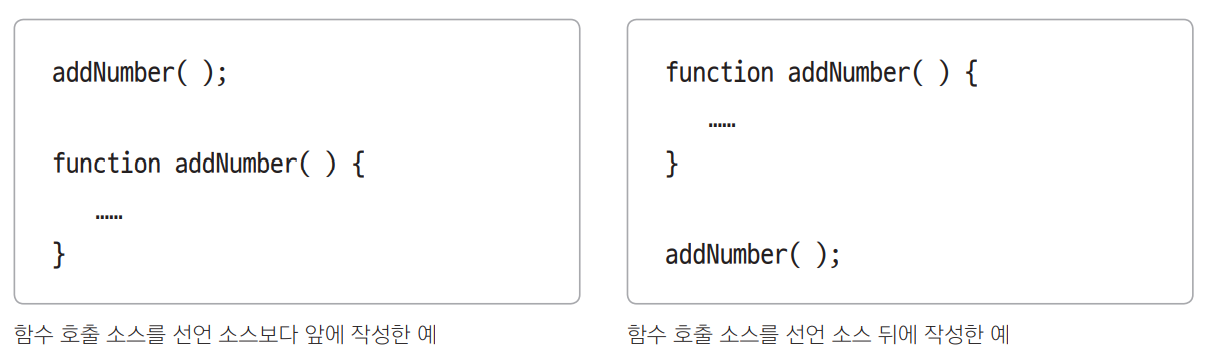 addNumber( );
function addNumber( ) {
……
}
함수 호출 소스를 선언 소스보다 앞에 작성한 예
function addNumber( ) {
……
}
addNumber( );
함수 호출 소스를 선언 소스 뒤에 작성한 예